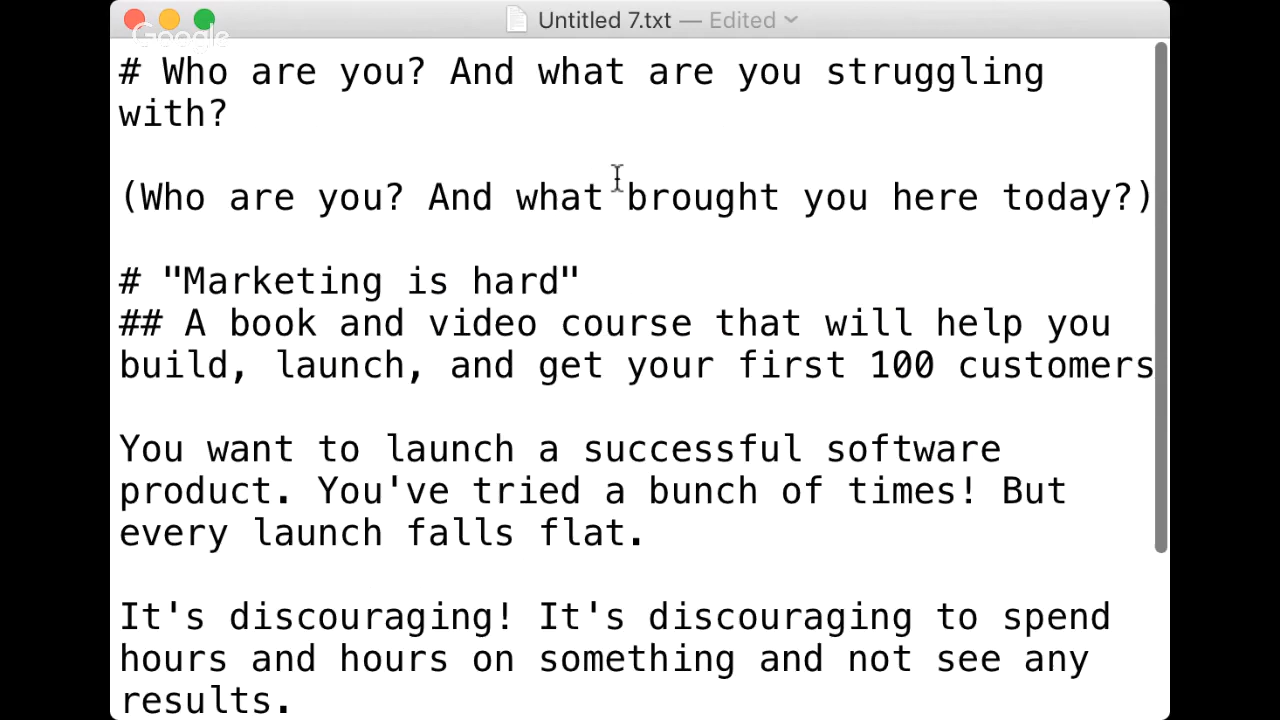 Untitled 7.txt — Edited
Google
# Who are you? And what are you struggling
with?
(Who are you? And what brought you here today?)
# "Marketing is hard"
## A book and video course that will help you
build, launch, and get your first 100 customers
You want to launch a successful software
product. You've tried a bunch of times! But
every launch falls flat.
It's discouraging! It's discouraging to spend
hours and hours on something and not see any
results.